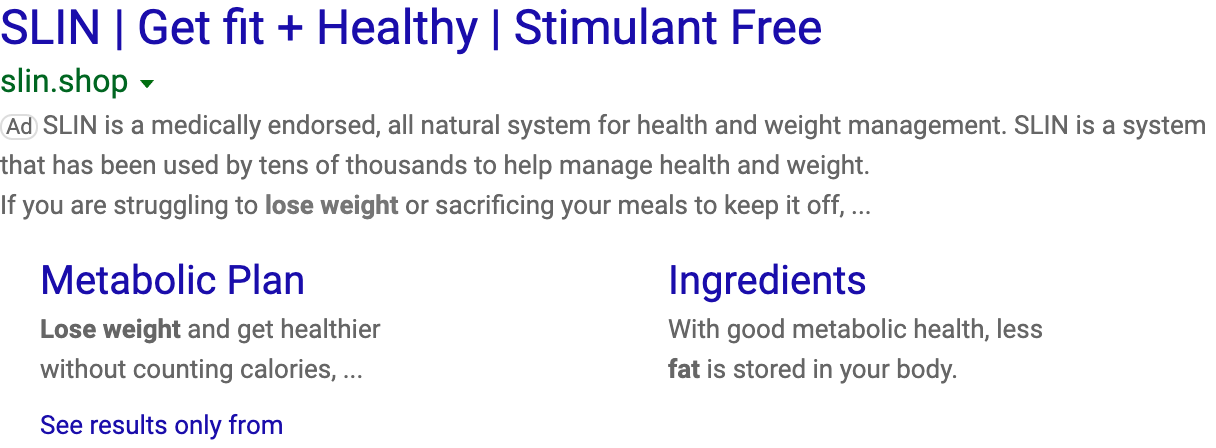 SLIN | Get fit + Healthy | Stimulant Free
slin.shop
Ad SLIN is a medically endorsed, all natural system for health and weight management. SLIN is a system
that has been used by tens of thousands to help manage health and weight.
If you are struggling to lose weight or sacrificing your meals to keep it off, ...
Metabolic Plan
Lose weight and get healthier
without counting calories, ...
Ingredients
With good metabolic health, less
fat is stored in your body.
See results only from